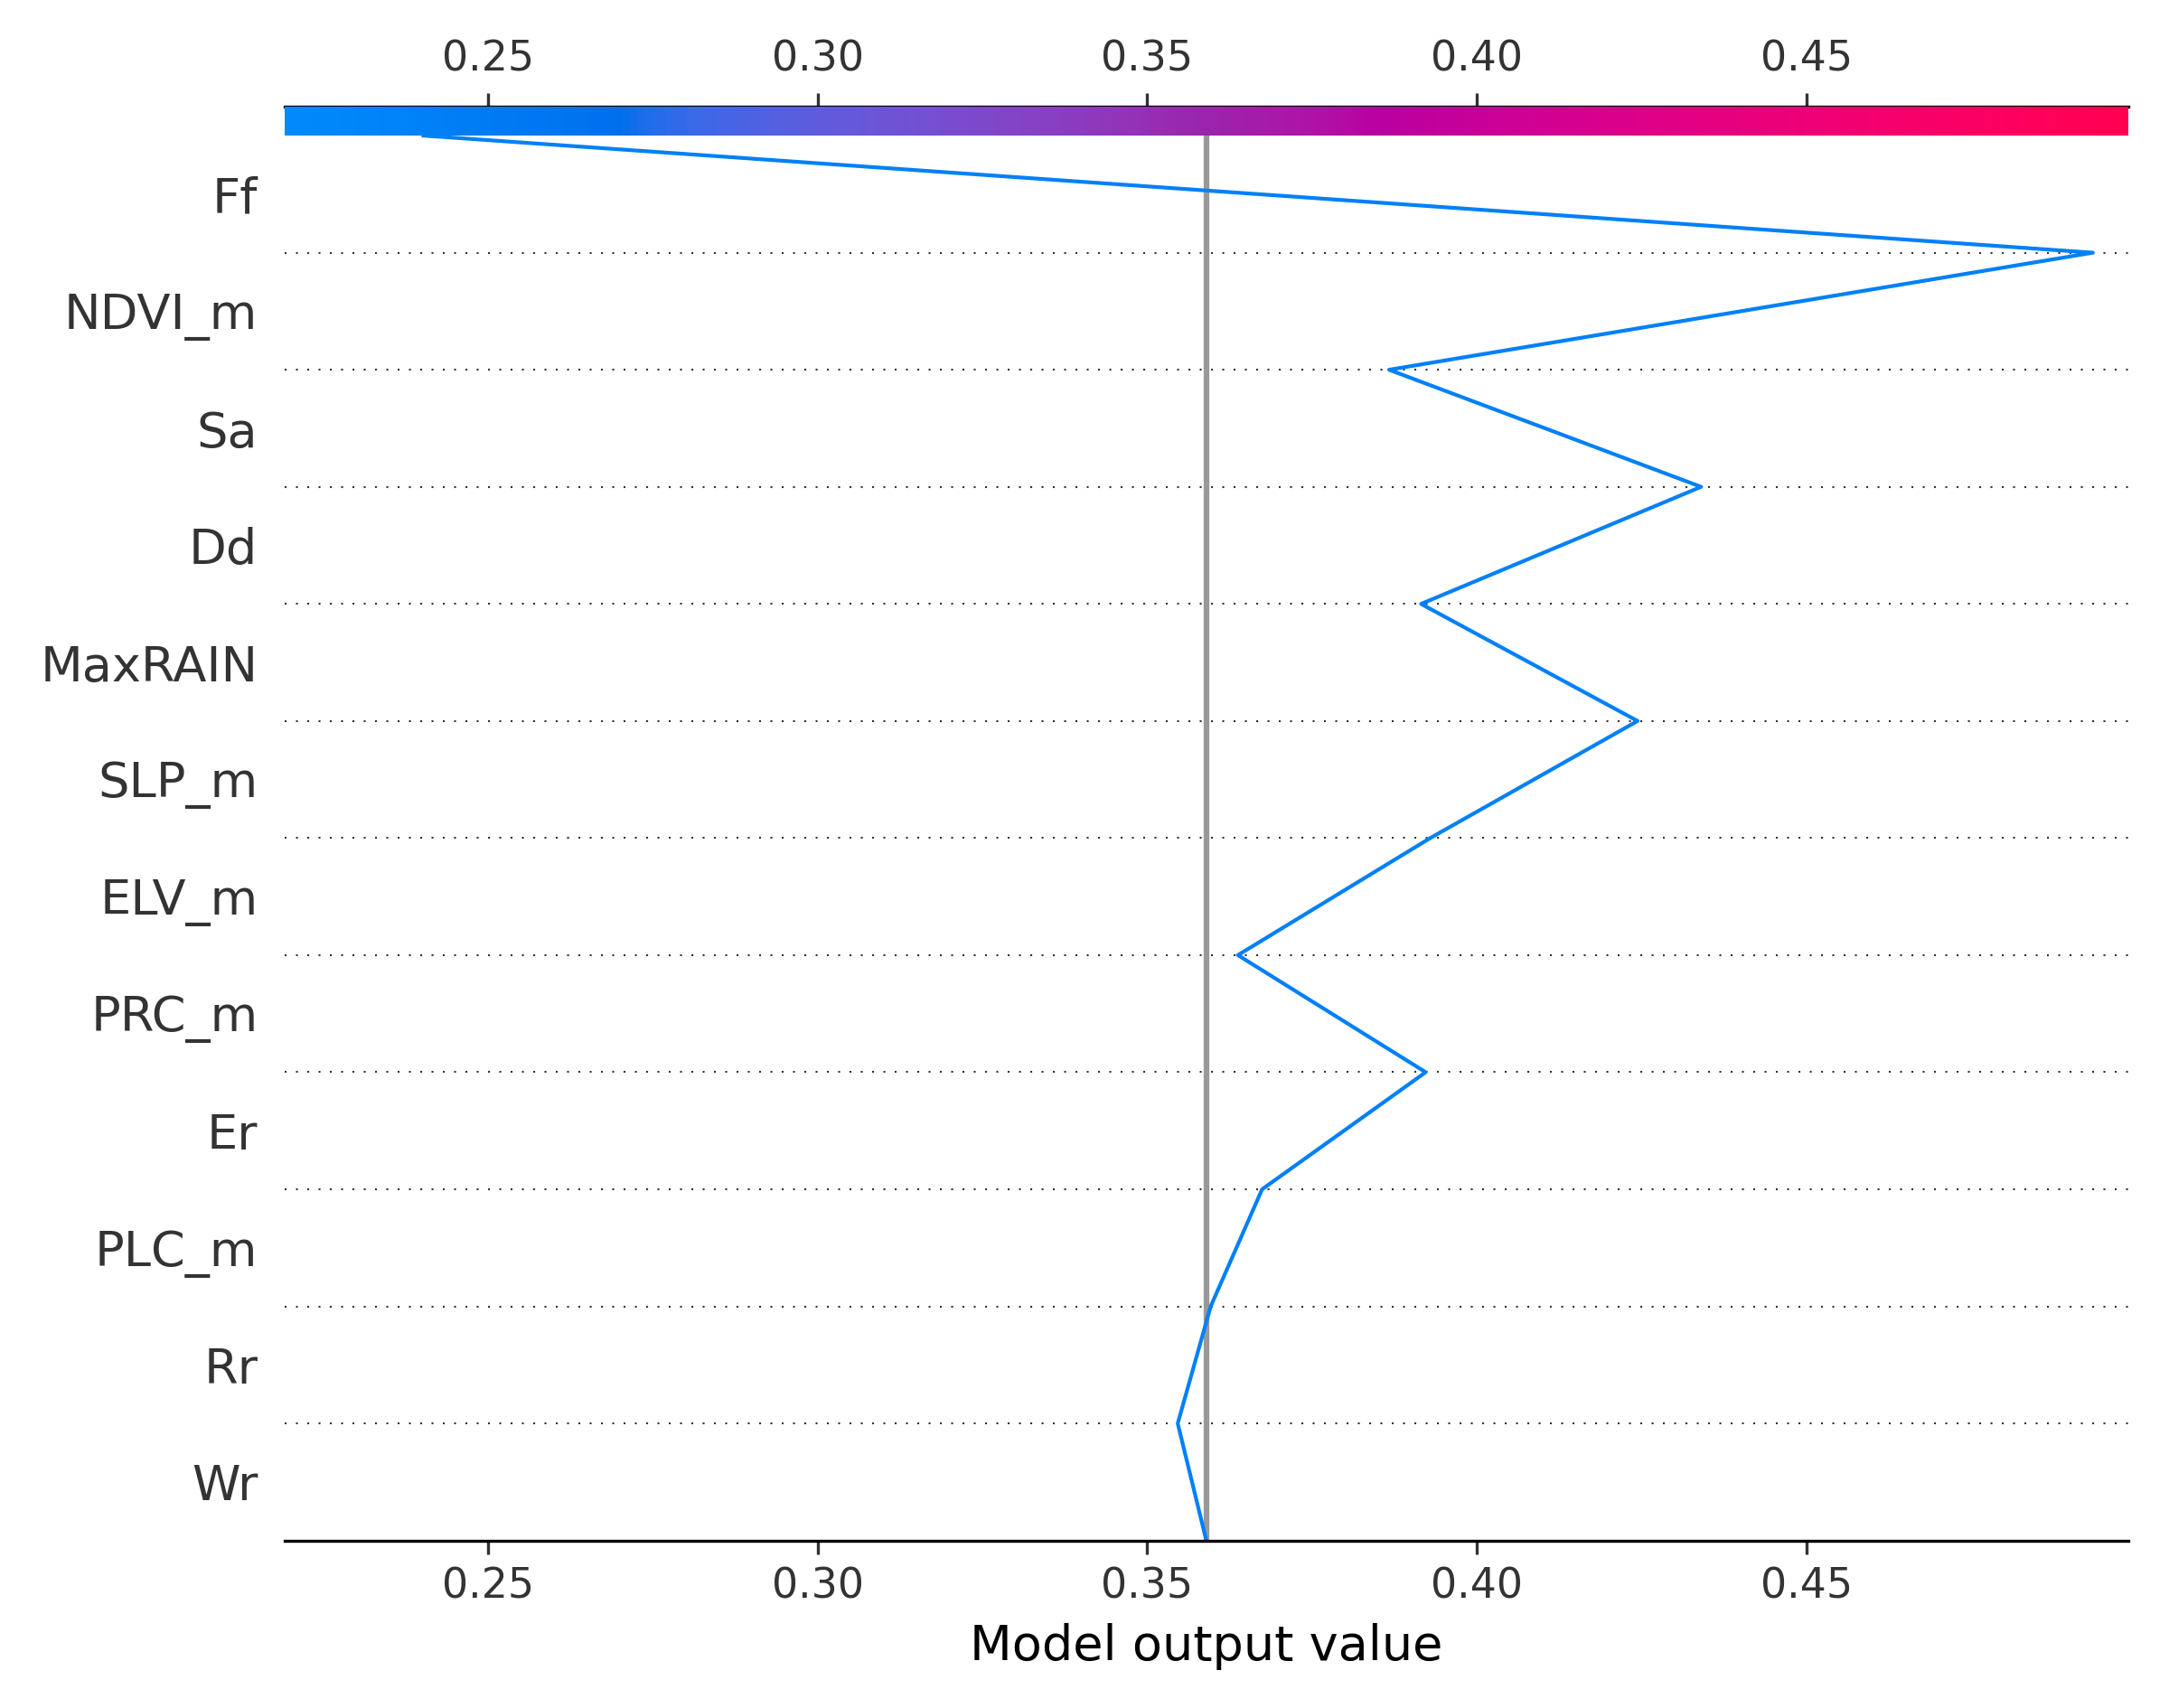 0.25 0.30 0.35 0.40 0.45
Ff
NDVI_m
Sa
Dd
MaxRAIN
SLP_m
ELV_m
PRC_m
Er
PLC_m
Rr
Wr
0.25 0.30 0.35 0.40 0.45
Model output value